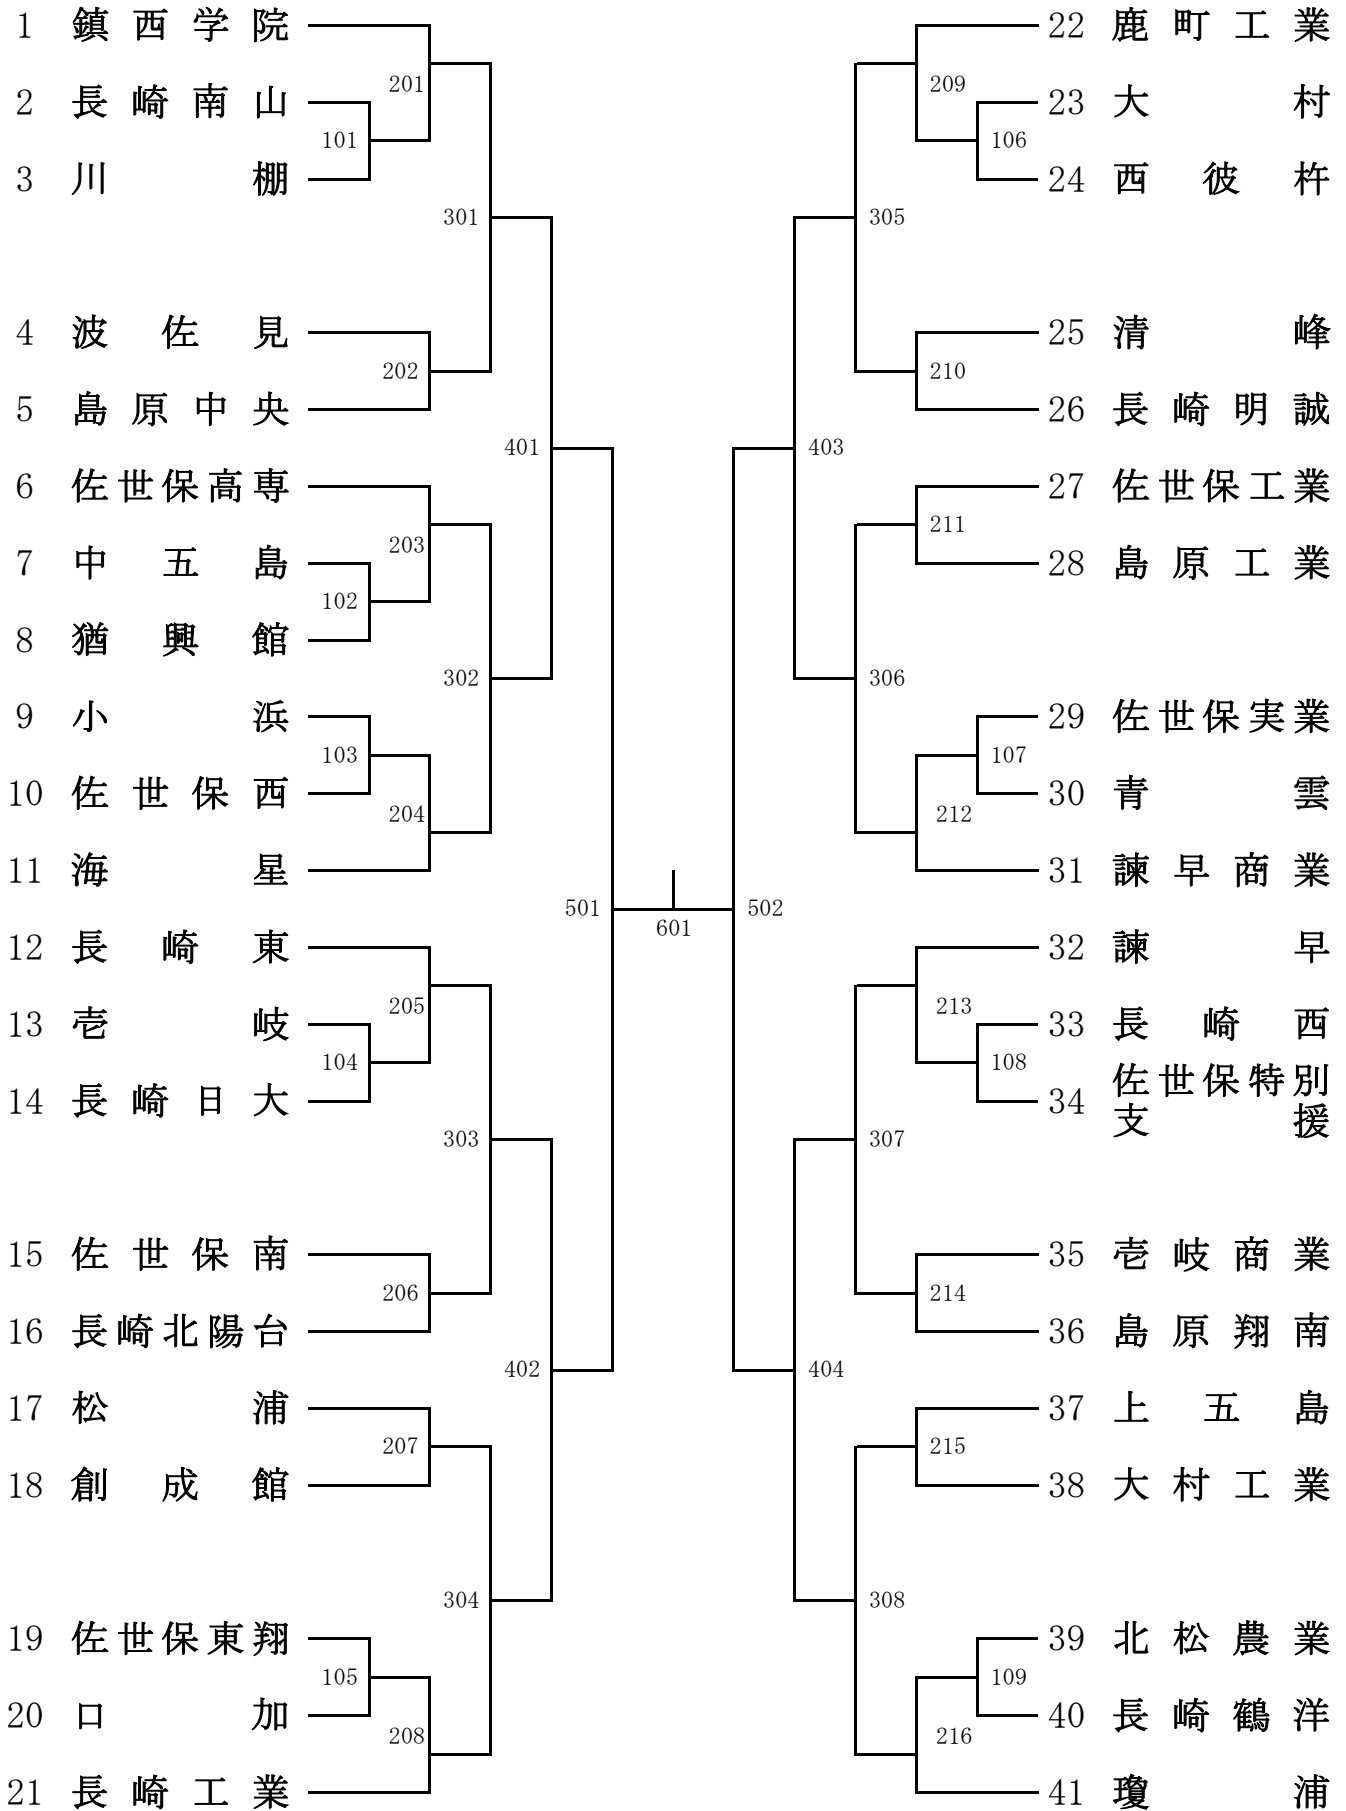 1 鎮西学院
201
2 長崎南山
101
3 川棚
301
4 波佐見
202
5 島原中央
401
6 佐世保高専
203
7 中五島
102
8 猶興館
302
9 小浜
103
10 佐世保西
204
11 海星
501
12 長崎東
205
13 壱岐
104
14 長崎日大
303
15 佐世保南
206
16 長崎北陽台
402
17 松浦
207
18 創成館
304
19 佐世保東翔
105
20 口加
208
21 長崎工業
601
22 鹿町工業
209
23 大村
106
24 西彼杵
305
25 清峰
210
26 長崎明誠
403
27 佐世保工業
211
28 島原工業
306
29 佐世保実業
107
30 青雲
212
31 諫早商業
502
32 諫早
213
33 長崎西
108
34 佐世保特別
支援
307
35 壱岐商業
214
36 島原翔南
404
37 上五島
215
38 大村工業
308
39 北松農業
109
40 長崎鶴洋
216
41 瓊浦